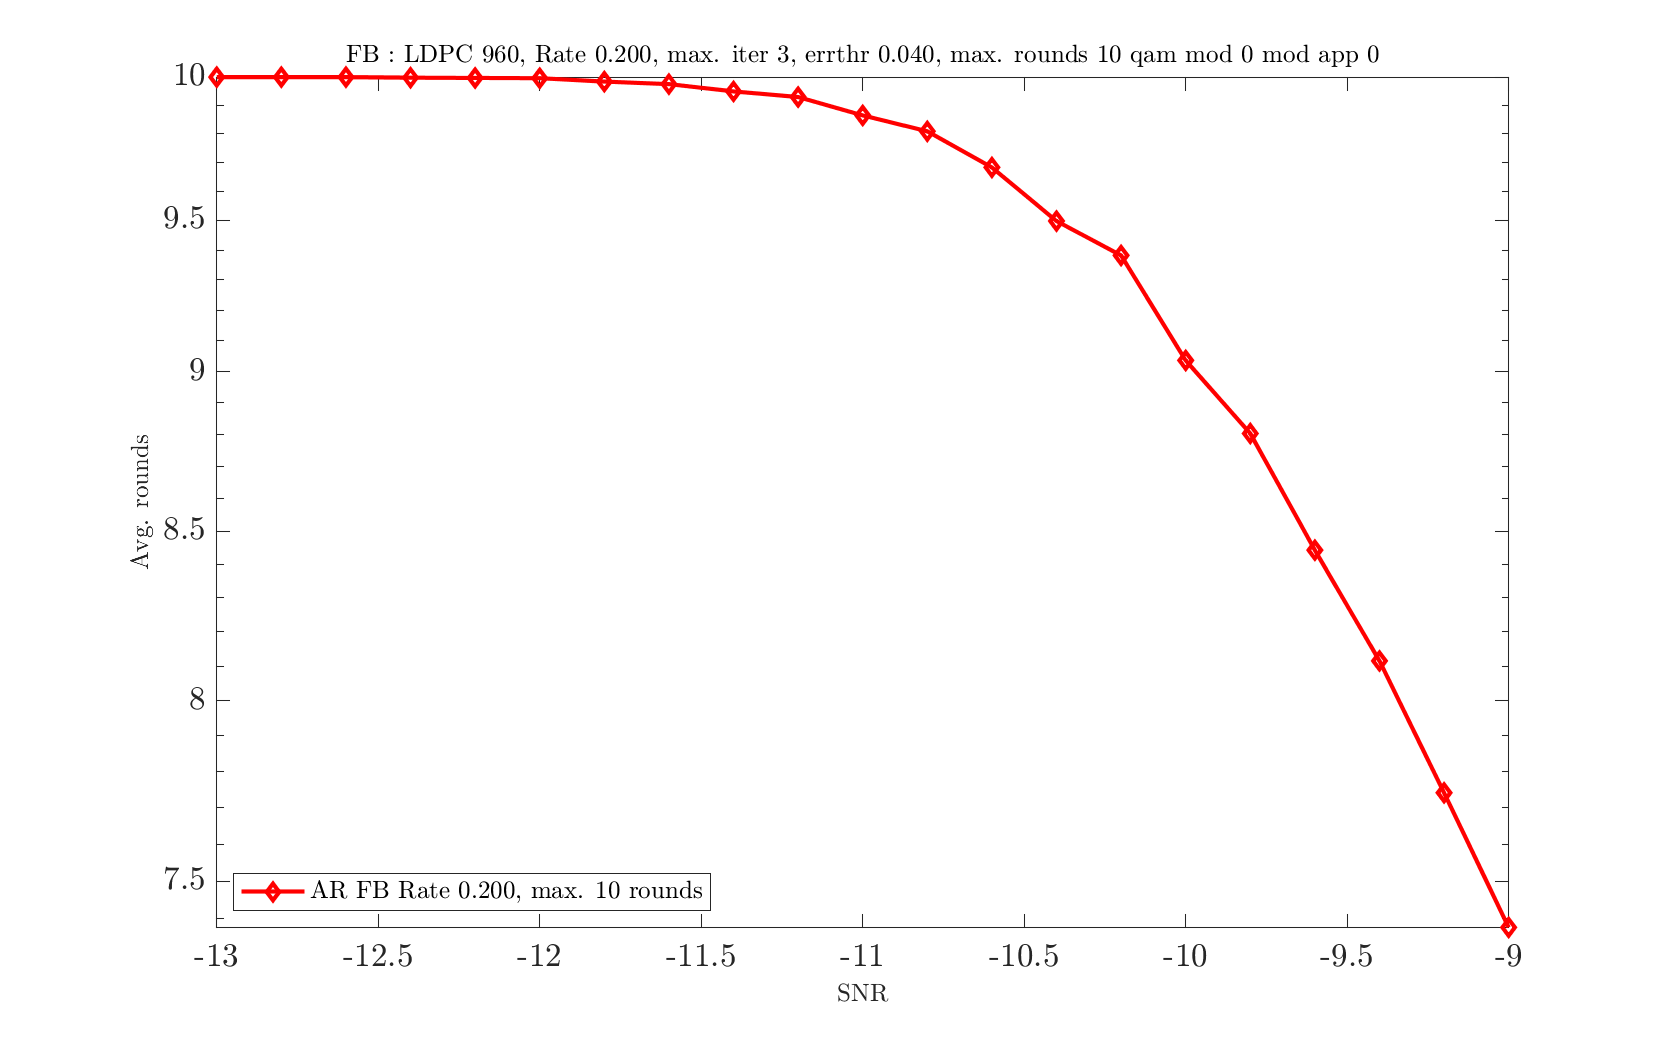 FB : LDPC 960, Rate 0.200, max. iter 3, errthr 0.040, max. rounds 10 qam mod 0 mod app 0
10
9.5
9
8.5
8
7.5
Avg. rounds
AR FB Rate 0.200, max. 10 rounds
-13 -12.5 -12 -11.5 -11 -10.5 -10 -9.5 -9
SNR